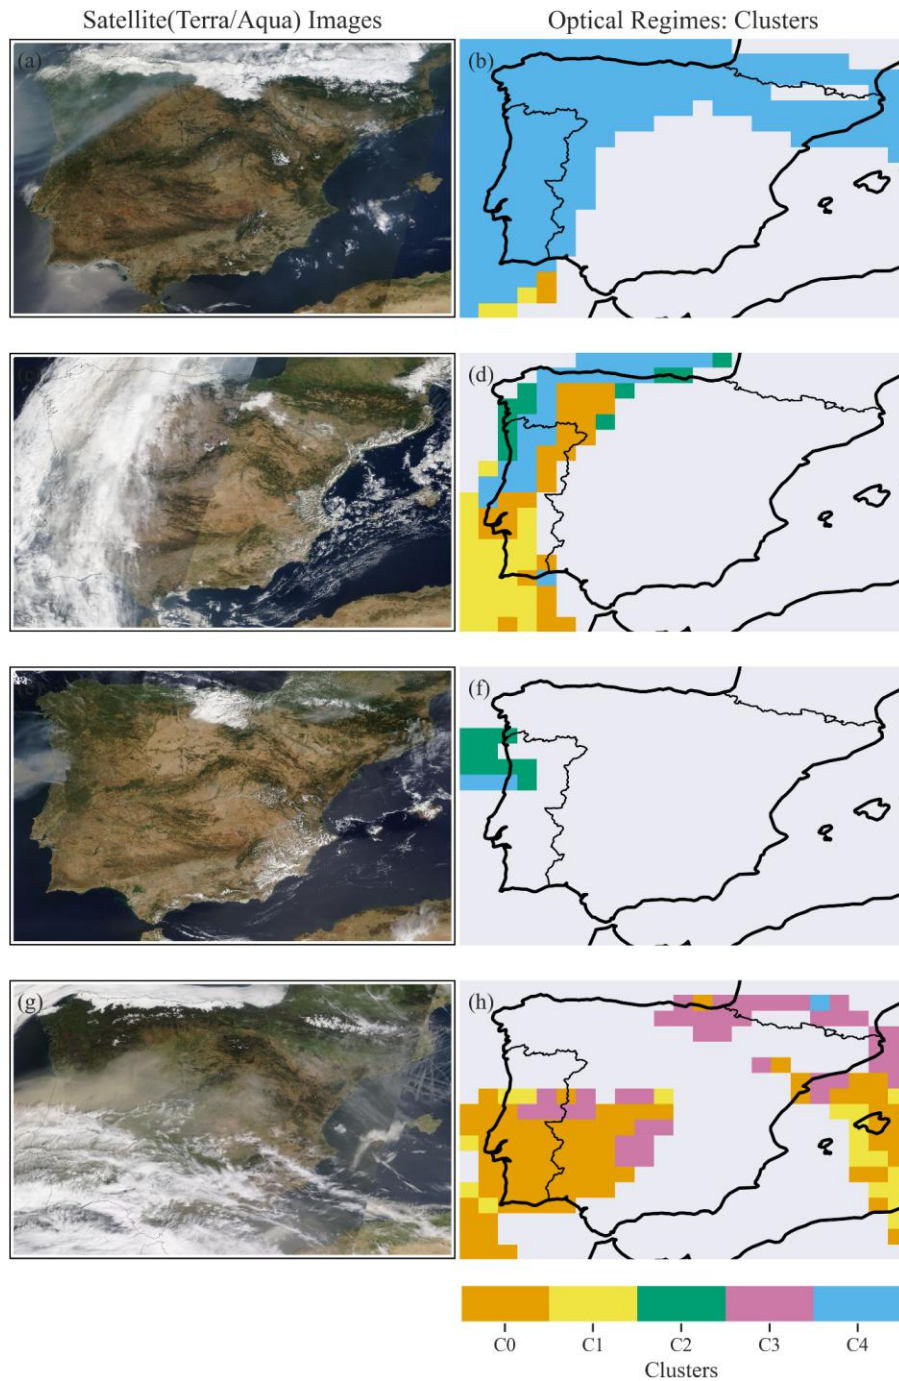 Satellite(Terra/Aqua) Images
Optical Regimes: Clusters
(a)
(b)
(c)
(d)
(e)
(f)
(g)
(h)
C0 C1 C2 C3 C4
Clusters